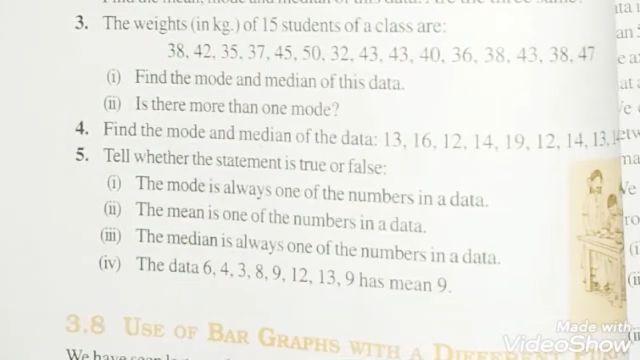 3. The weights (in kg.) of 15 students of a class are:
38, 42, 35, 37, 45, 50, 32, 43, 43, 40, 36, 38, 43, 38, 47
(i) Find the mode and median of this data.
(ii) Is there more than one mode?
4. Find the mode and median of the data: 13, 16, 12, 14, 19, 12, 14, 13,
5. Tell whether the statement is true or false:
(i) The mode is always one of the numbers in a data.
(ii) The mean is one of the numbers in a data.
(iii) The median is always one of the numbers in a data.
(iv) The data 6, 4, 3, 8, 9, 12, 13, 9 has mean 9.
3.8 USE OF BAR GRAPHS WITH A
We have
Made with
VideoShow